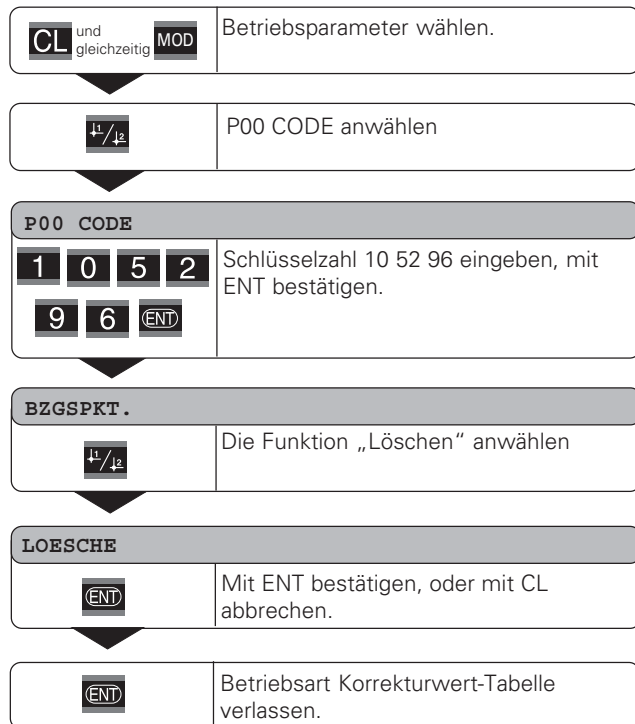 CL und gleichzeitig MOD
Betriebsparameter wählen.
P00 CODE anwählen
P00 CODE
1 0 5 2
9 6 ENT
Schlüsselzahl 10 52 96 eingeben, mit
ENT bestätigen.
BZGSPKT.
Die Funktion „Löschen“ anwählen
LOESCHE
ENT
Mit ENT bestätigen, oder mit CL
abbrechen.
ENT
Betriebsart Korrekturwert-Tabelle
verlassen.